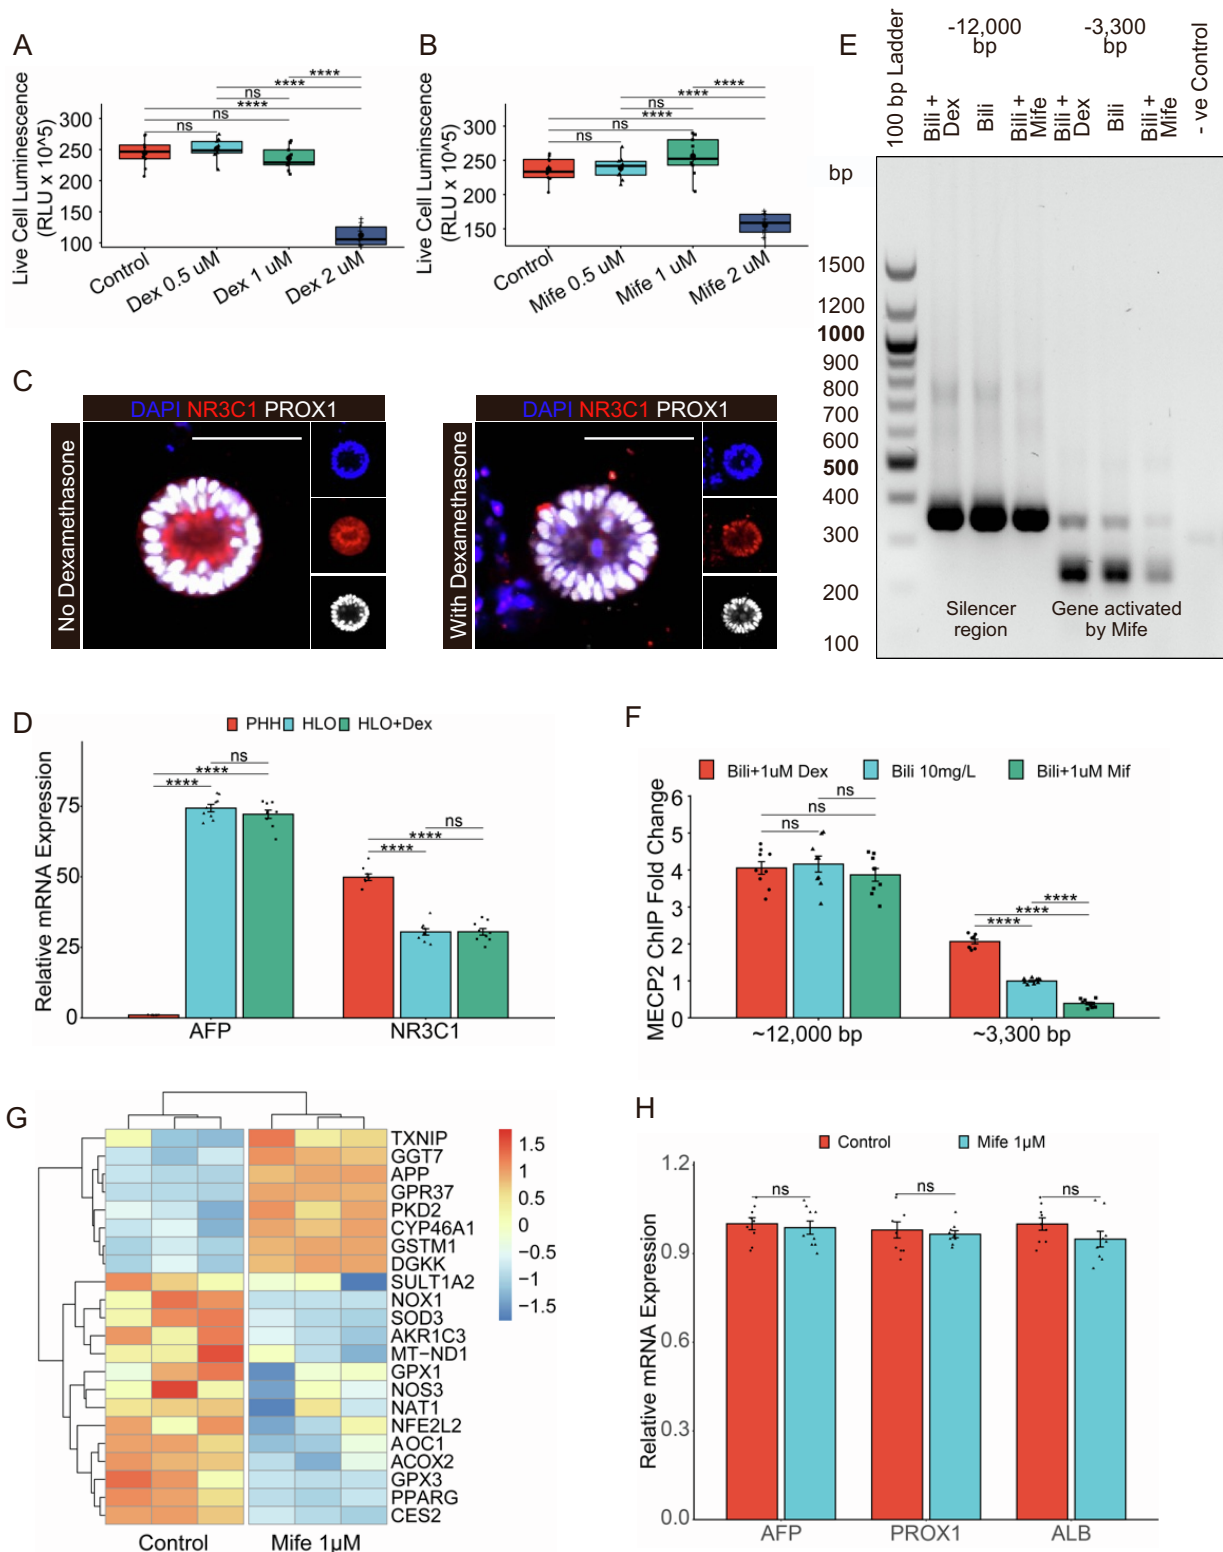 A
Live Cell Luminescence
(RLU x 10^5)
300
250
200
150
100
****
****
ns
****
ns
ns
Control
Dex 0.5 uM
Dex 1 uM
Dex 2 uM
B
Live Cell Luminescence
(RLU x 10^5)
300
250
200
150
****
****
ns
****
ns
ns
Control
Mife 0.5 uM
Mife 1 uM
Mife 2 uM
C
DAPI NR3C1 PROX1
No Dexamethasone
DAPI NR3C1 PROX1
With Dexamethasone
D
PHH HLO HLO+Dex
Relative mRNA Expression
75
50
25
0
ns
****
****
ns
****
****
AFP NR3C1
E
100 bp Ladder
-12,000
bp
-3,300
bp
Bili +
Dex
Bili
Bili +
Mife
Bili +
Dex
Bili
Bili +
Mife
- ve Control
bp
1500
1200
1000
900
800
700
600
500
400
300
200
100
Silencer
region
Gene activated
by Mife
F
Bili+1uM Dex Bili 10mg/L Bili+1uM Mif
MECP2 ChIP Fold Change
6
5
4
3
2
1
0
ns
ns
ns
****
****
****
~12,000 bp ~3,300 bp
G
TXNIP
GGT7
APP
GPR37
PKD2
CYP46A1
GSTM1
DGKK
SULT1A2
NOX1
SOD3
AKR1C3
MT−ND1
GPX1
NOS3
NAT1
NFE2L2
AOC1
ACOX2
GPX3
PPARG
CES2
1.5
1
0.5
0
−0.5
−1
−1.5
Control Mife 1µM
H
Control Mife 1µM
Relative mRNA Expression
1.2
0.9
0.6
0.3
0.0
ns
ns
ns
AFP PROX1 ALB